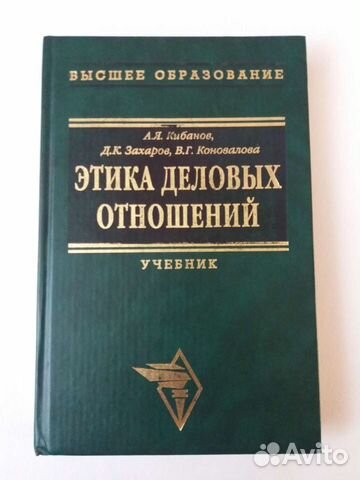 ВЫСШЕЕ ОБРАЗОВАНИЕ
А.Я. Кибанов,
Д.К. Захаров, В.Г. Коновалова
ЭТИКА ДЕЛОВЫХ
ОТНОШЕНИЙ
УЧЕБНИК
Avito